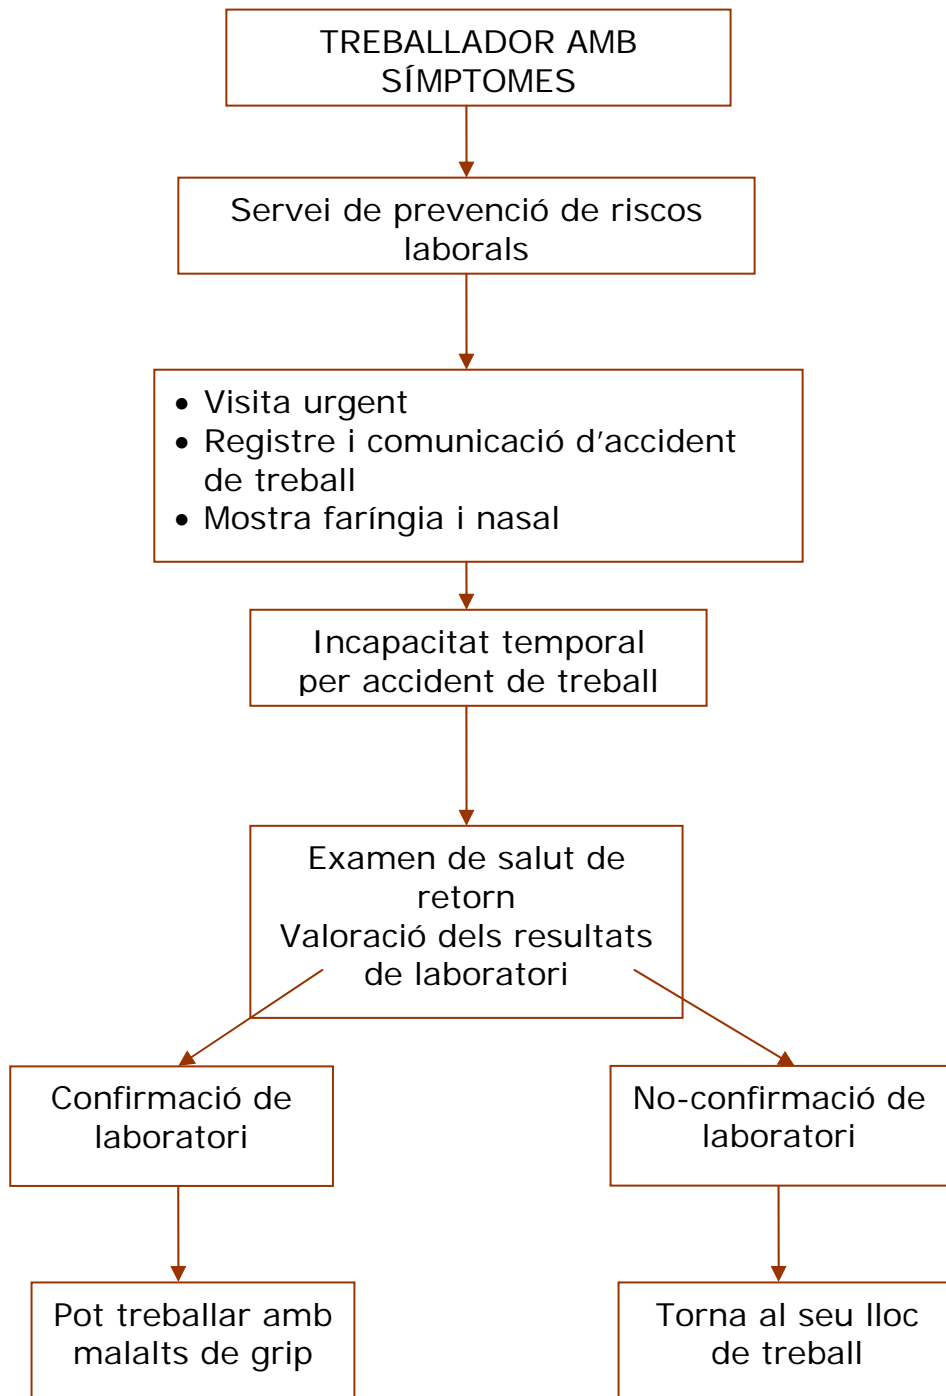 TREBALLADOR AMB
SÍMPTOMES
Servei de prevenció de riscos
laborals
• Visita urgent
• Registre i comunicació d’accident
de treball
• Mostra faríngia i nasal
Incapacitat temporal
per accident de treball
Examen de salut de
retorn
Valoració dels resultats
de laboratori
Confirmació de
laboratori
No-confirmació de
laboratori
Pot treballar amb
malalts de grip
Torna al seu lloc
de treball